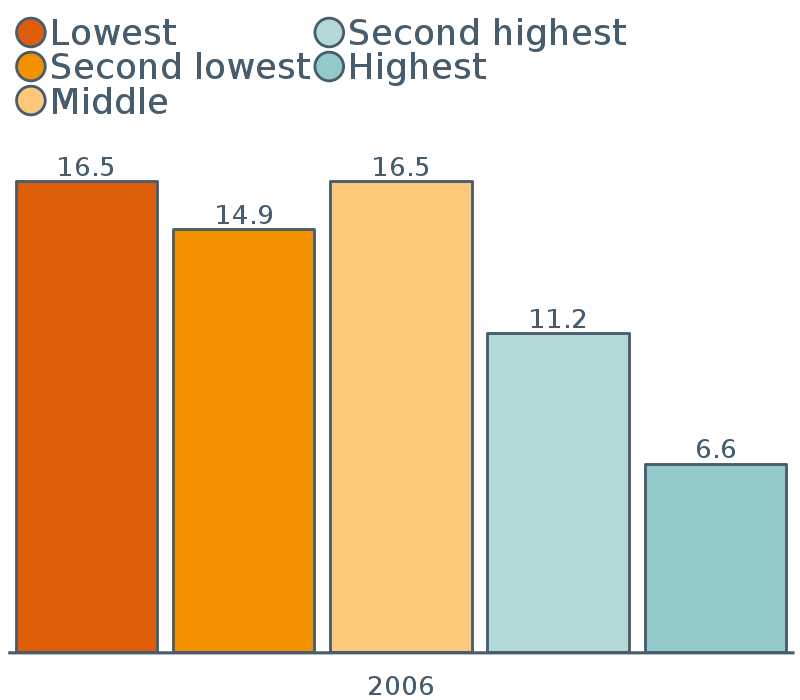 Lowest
Second lowest
Middle
Second highest
Highest
16.5
14.9
16.5
11.2
6.6
2006